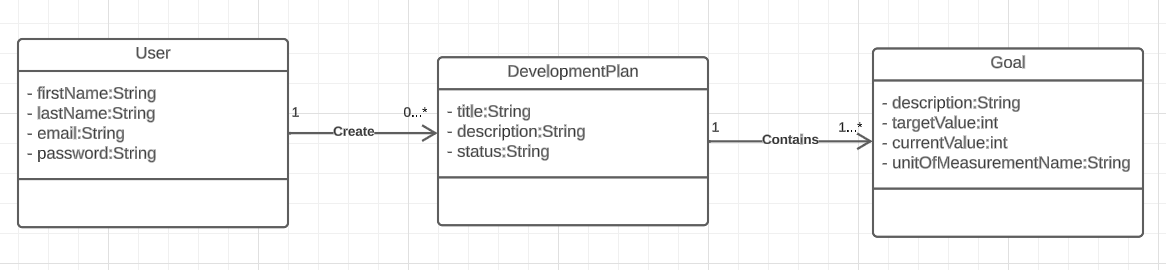 User
- firstName:String
- lastName:String
- email:String
- password:String
1
Create
0...*
DevelopmentPlan
- title:String
- description:String
- status:String
1
Contains
1...*
Goal
- description:String
- targetValue:int
- currentValue:int
- unitOfMeasurementName:String